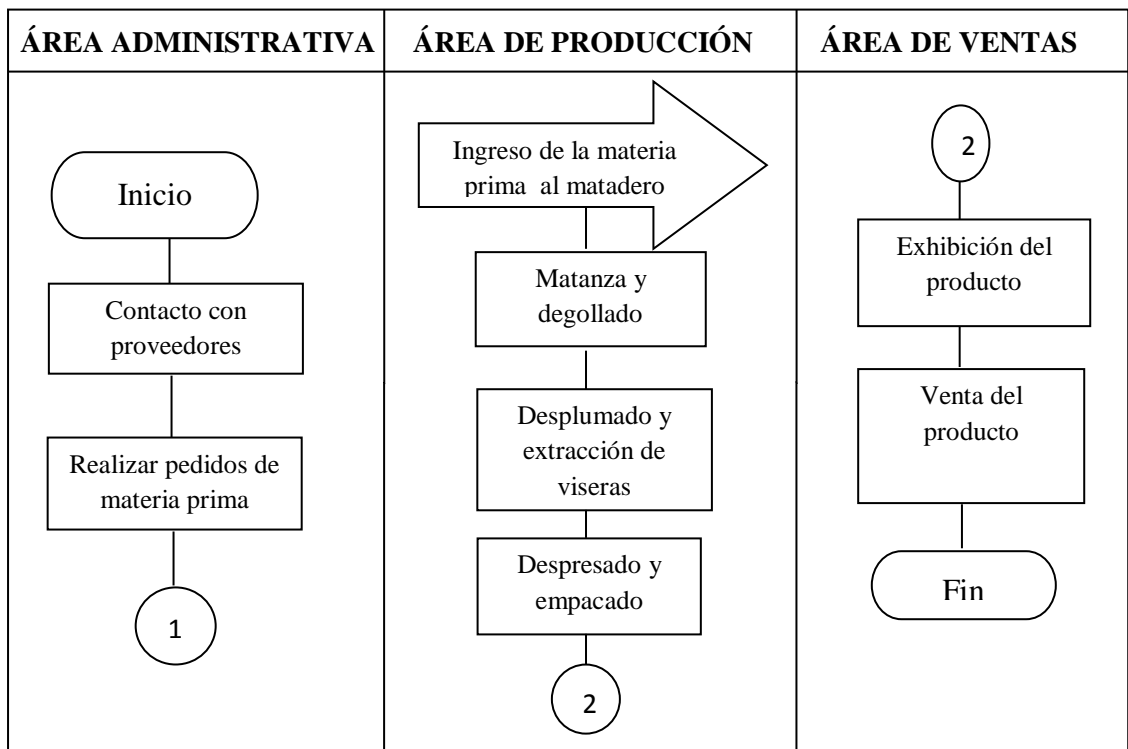 ÁREA ADMINISTRATIVA
ÁREA DE PRODUCCIÓN
ÁREA DE VENTAS
Inicio
Contacto con
proveedores
Realizar pedidos de
materia prima
1
Ingreso de la materia
prima al matadero
Matanza y
degollado
Desplumado y
extracción de
viseras
Despresado y
empacado
2
2
Exhibición del
producto
Venta del
producto
Fin